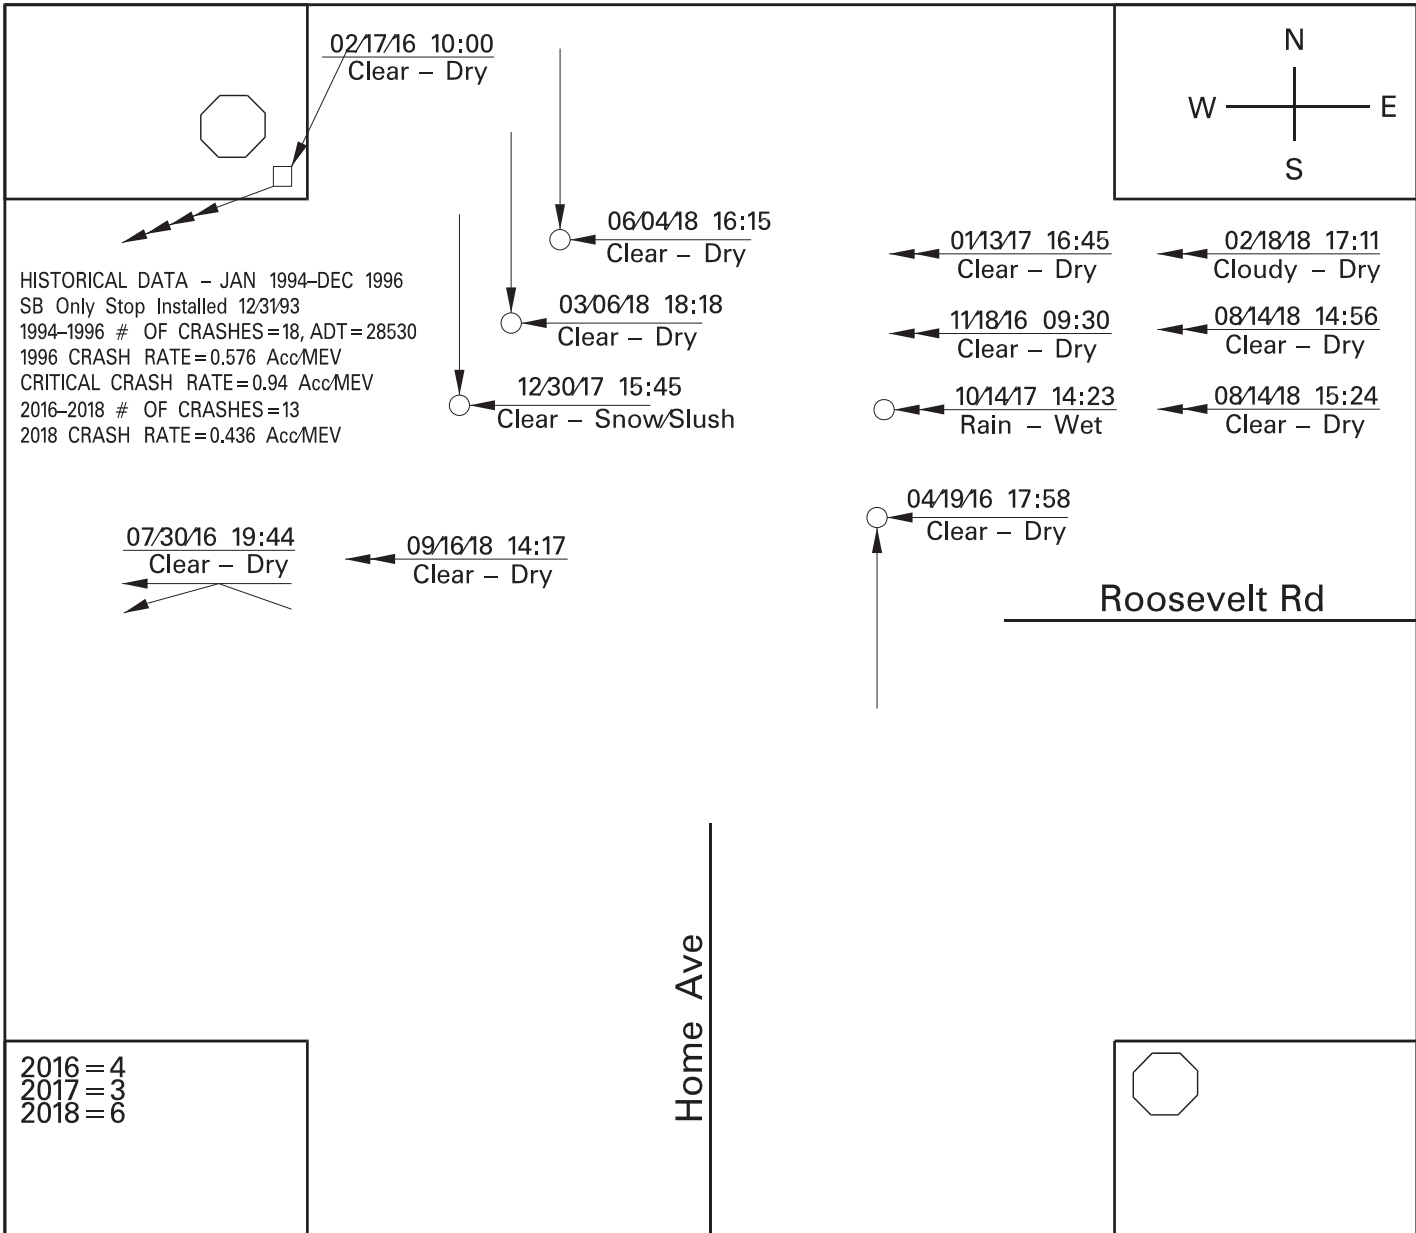 02/17/16 10:00
Clear – Dry
N
W
E
S
06/04/18 16:15
Clear – Dry
01/13/17 16:45
Clear – Dry
02/18/18 17:11
Cloudy – Dry
HISTORICAL DATA – JAN 1994–DEC 1996
SB Only Stop Installed 12/31/93
1994–1996 # OF CRASHES=18, ADT=28530
1996 CRASH RATE=0.576 Acc/MEV
CRITICAL CRASH RATE=0.94 Acc/MEV
2016–2018 # OF CRASHES=13
2018 CRASH RATE=0.436 Acc/MEV
03/06/18 18:18
Clear – Dry
11/18/16 09:30
Clear – Dry
08/14/18 14:56
Clear – Dry
12/30/17 15:45
Clear – Snow/Slush
10/14/17 14:23
Rain – Wet
08/14/18 15:24
Clear – Dry
04/19/16 17:58
Clear – Dry
07/30/16 19:44
Clear – Dry
09/16/18 14:17
Clear – Dry
Roosevelt Rd
Home Ave
2016=4
2017=3
2018=6